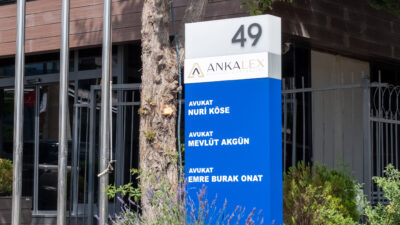 49
ANKALEX
AVUKAT
NURİ KÖSE
AVUKAT
MEVLÜT AKGÜN
AVUKAT
EMRE BURAK ONAT